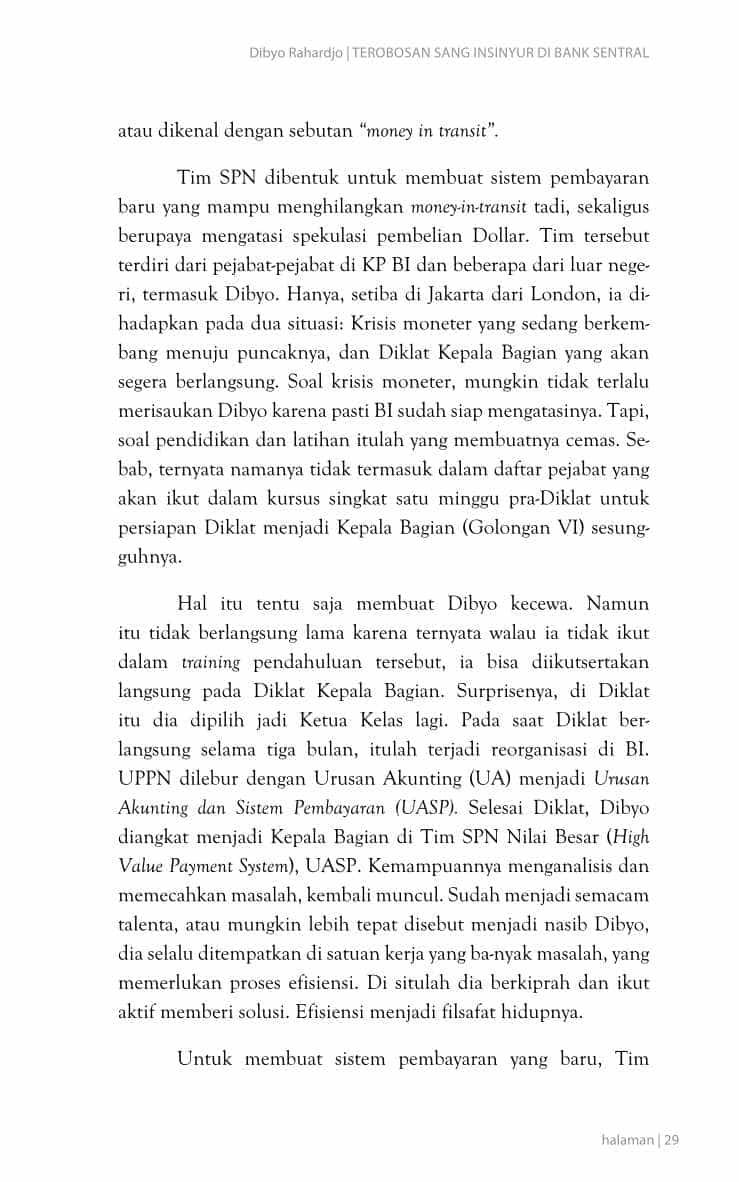 Dibyo Rahardjo | TEROBOSAN SANG INSINYUR DI BANK SENTRAL
atau dikenal dengan sebutan “money in transit”.
Tim SPN dibentuk untuk membuat sistem pembayaran
baru yang mampu menghilangkan money-in-transit tadi, sekaligus
berupaya mengatasi spekulasi pembelian Dollar. Tim tersebut
terdiri dari pejabat-pejabat di KP BI dan beberapa dari luar nege-
ri, termasuk Dibyo. Hanya, setiba di Jakarta dari London, ia di-
hadapkan pada dua situasi: Krisis moneter yang sedang berkem-
bang menuju puncaknya, dan Diklat Kepala Bagian yang akan
segera berlangsung. Soal krisis moneter, mungkin tidak terlalu
merisaukan Dibyo karena pasti BI sudah siap mengatasinya. Tapi,
soal pendidikan dan latihan itulah yang membuatnya cemas. Se-
bab, ternyata namanya tidak termasuk dalam daftar pejabat yang
akan ikut dalam kursus singkat satu minggu pra-Diklat untuk
persiapan Diklat menjadi Kepala Bagian (Golongan VI) sesung-
guhnya.
Hal itu tentu saja membuat Dibyo kecewa. Namun
itu tidak berlangsung lama karena ternyata walau ia tidak ikut
dalam training pendahuluan tersebut, ia bisa diikutsertakan
langsung pada Diklat Kepala Bagian. Surprisenya, di Diklat
itu dia dipilih jadi Ketua Kelas lagi. Pada saat Diklat ber-
langsung selama tiga bulan, itulah terjadi reorganisasi di BI.
UPPN dilebur dengan Urusan Akunting (UA) menjadi Urusan
Akunting dan Sistem Pembayaran (UASP). Selesai Diklat, Dibyo
diangkat menjadi Kepala Bagian di Tim SPN Nilai Besar (High
Value Payment System), UASP. Kemampuannya menganalisis dan
memecahkan masalah, kembali muncul. Sudah menjadi semacam
talenta, atau mungkin lebih tepat disebut menjadi nasib Dibyo,
dia selalu ditempatkan di satuan kerja yang ba-nyak masalah, yang
memerlukan proses efisiensi. Di situlah dia berkiprah dan ikut
aktif memberi solusi. Efisiensi menjadi filsafat hidupnya.
Untuk membuat sistem pembayaran yang baru, Tim
halaman | 29